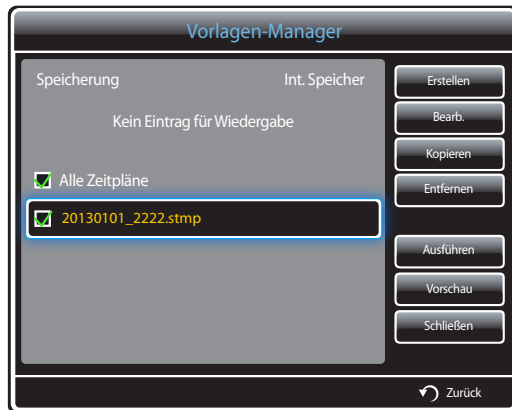 Vorlagen-Manager
Speicherung Int. Speicher
Kein Eintrag für Wiedergabe
Alle Zeitpläne
20130101_2222.stmp
Erstellen
Bearb.
Kopieren
Entfernen
Ausführen
Vorschau
Schließen
Zurück